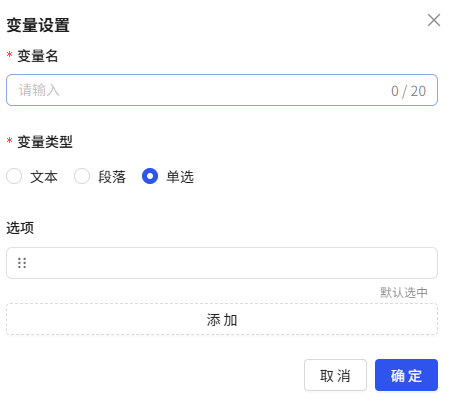 变量设置
* 变量名
请输入 0 / 20
* 变量类型
文本 段落 单选
选项
默认选中
添加
取消 确定